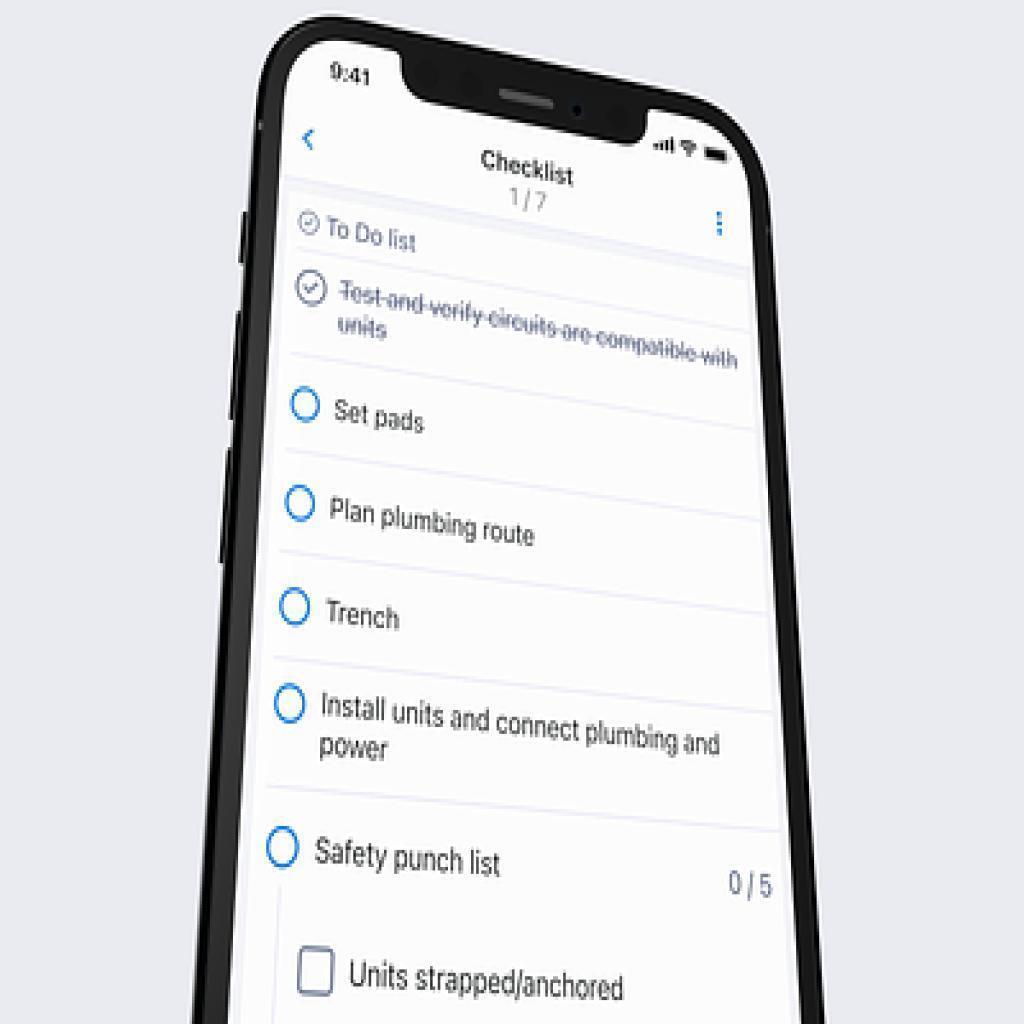 9:41
Checklist
1/7
To Do list
Test and verify circuits are compatible with
units
Set pads
Plan plumbing route
Trench
Install units and connect plumbing and
power
Safety punch list
0/5
Units strapped/anchored